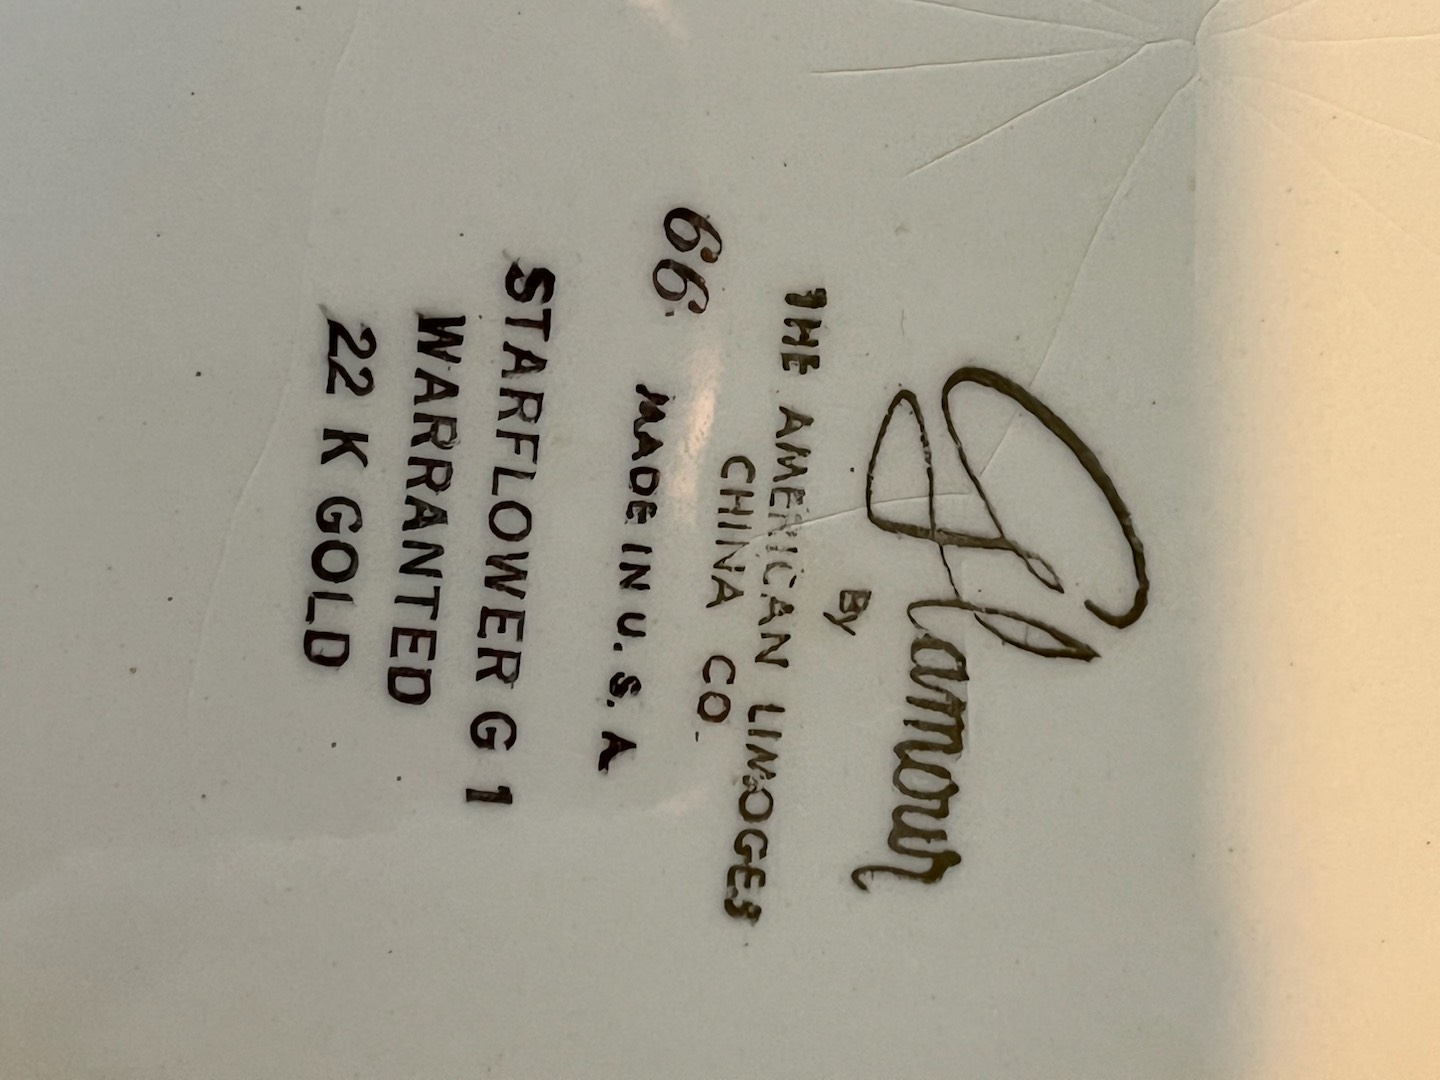 Glamour
By
THE AMERICAN LIMOGES
CHINA CO.
66 MADE IN U.S.A
STARFLOWER G 1
WARRANTED
22 K GOLD